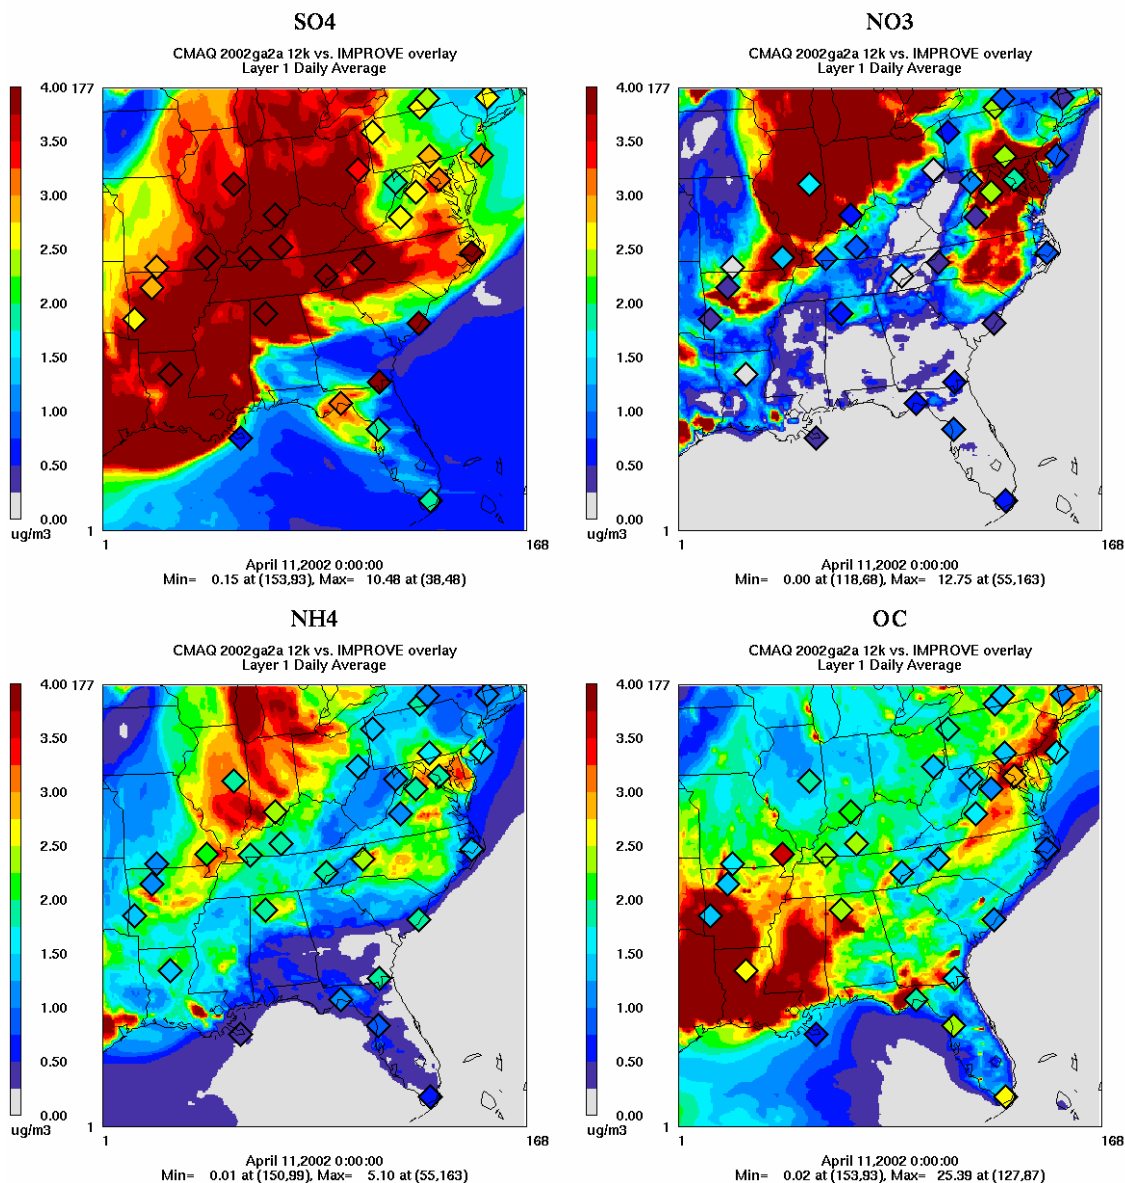 SO4
CMAQ 2002ga2a 12k vs. IMPROVE overlay
Layer 1 Daily Average
4.00 177
3.50
3.00
2.50
2.00
1.50
1.00
0.50
0.00
ug/m3
1
1
168
April 11,2002 0:00:00
Min= 0.15 at (153,93), Max= 10.48 at (38,48)
NO3
CMAQ 2002ga2a 12k vs. IMPROVE overlay
Layer 1 Daily Average
4.00 177
3.50
3.00
2.50
2.00
1.50
1.00
0.50
0.00
ug/m3
1
1
168
April 11,2002 0:00:00
Min= 0.00 at (118,68), Max= 12.75 at (55,163)
NH4
CMAQ 2002ga2a 12k vs. IMPROVE overlay
Layer 1 Daily Average
4.00 177
3.50
3.00
2.50
2.00
1.50
1.00
0.50
0.00
ug/m3
1
1
168
April 11,2002 0:00:00
Min= 0.01 at (150,99), Max= 5.10 at (55,163)
OC
CMAQ 2002ga2a 12k vs. IMPROVE overlay
Layer 1 Daily Average
4.00 177
3.50
3.00
2.50
2.00
1.50
1.00
0.50
0.00
ug/m3
1
1
168
April 11,2002 0:00:00
Min= 0.02 at (153,93), Max= 25.39 at (127,87)